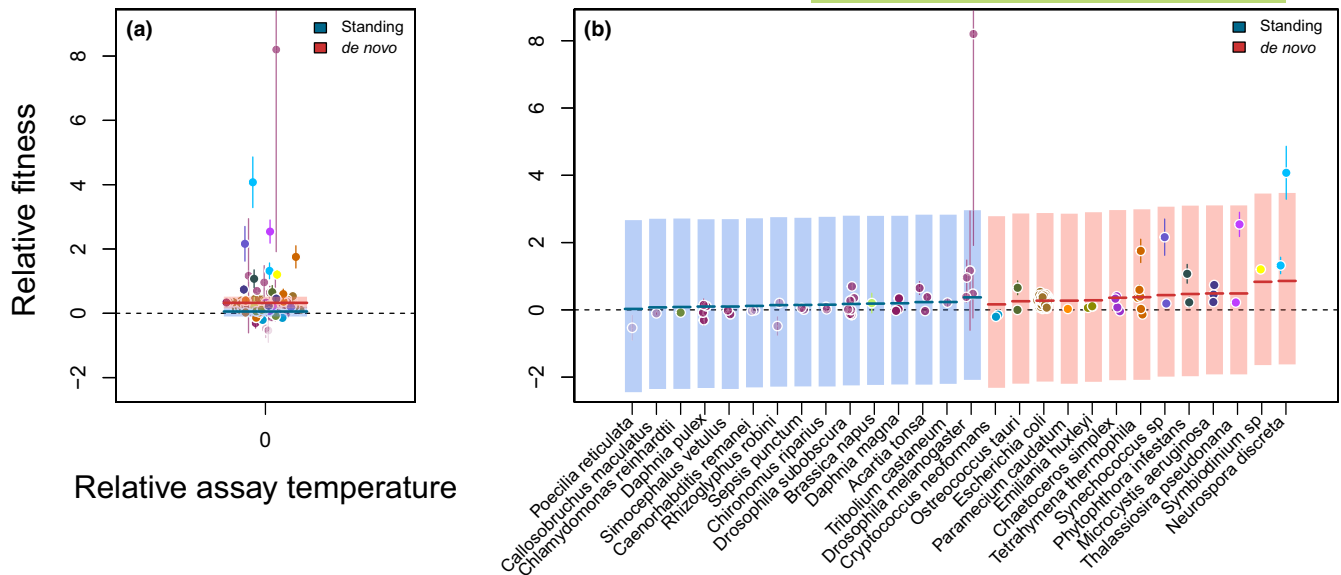 (a)
Standing
de novo
8
6
4
2
0
−2
Relative fitness
0
Relative assay temperature
(b)
Standing
de novo
8
6
4
2
0
−2
Poecilia reticulata
Callosobruchus maculatus
Chlamydomonas reinhardtii
Daphnia pulex
Simocephalus vetulus
Caenorhabditis remanei
Rhizoglyphus robini
Sepsis punctum
Chironomus riparius
Drosophila subobscura
Brassica napus
Daphnia magna
Acartia tonsa
Tribolium castaneum
Drosophila melanogaster
Cryptococcus neoformans
Ostreococcus tauri
Escherichia coli
Paramecium caudatum
Emiliania huxleyi
Chaetoceros simplex
Tetrahymena thermophila
Synechococcus sp
Phytophthora infestans
Microcystis aeruginosa
Thalassiosira pseudonana
Symbiodinium sp
Neurospora discreta